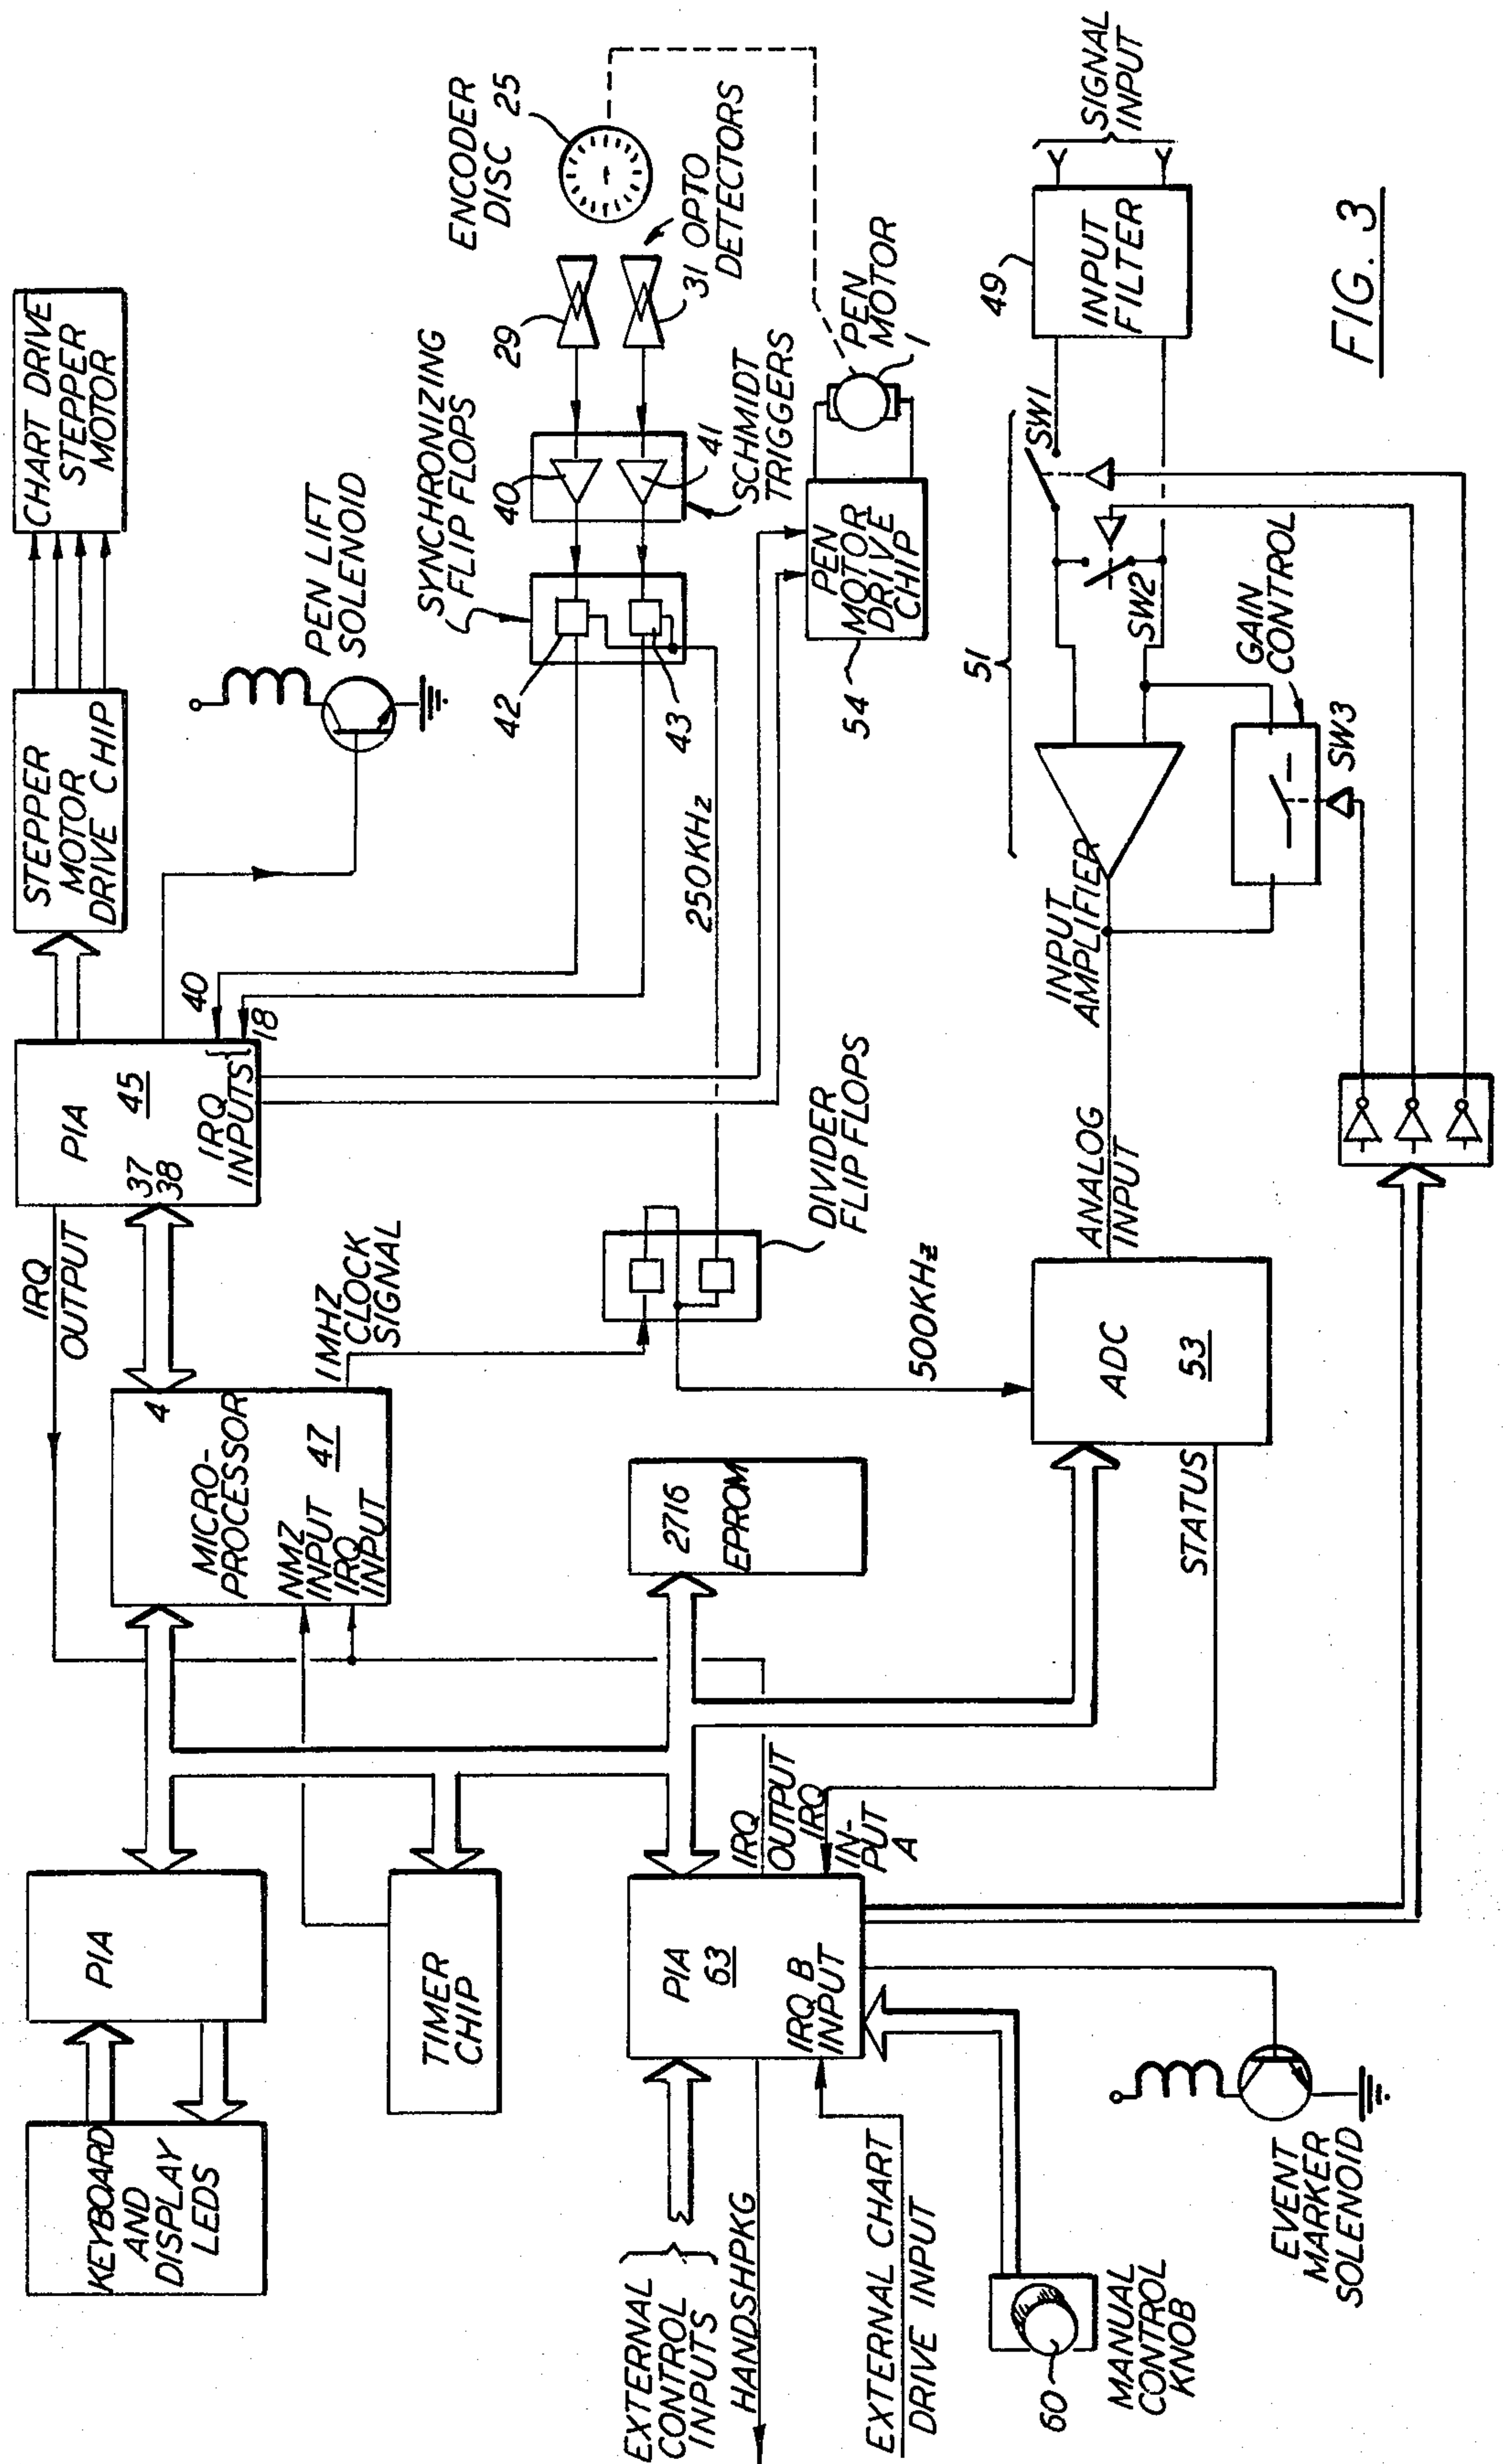 CHART DRIVE
STEPPER
MOTOR
STEPPER
MOTOR
DRIVE CHIP
PEN LIFT
SOLENOID
PIA
45
37
38
IRQ
INPUTS
40
18
IRQ
OUTPUT
4
MICRO-
PROCESSOR
47
NMZ
INPUT
IRQ
INPUT
1MHZ
CLOCK
SIGNAL
PIA
KEYBOARD
AND
DISPLAY
LEDS
TIMER
CHIP
ENCODER
DISC 25
29
31 OPTO
DETECTORS
SYNCHRONIZING
FLIP FLOPS
40
41
SCHMIDT
TRIGGERS
42
43
250KHz
PEN
MOTOR
1
PEN
MOTOR
DRIVE
CHIP
54
DIVIDER
FLIP FLOPS
500KHz
2716
EPROM
PIA
63
IRQ B
INPUT
IRQ
OUTPUT
IRQ
IN-
PUT
A
EXTERNAL
CONTROL
INPUTS
HANDSHPKG
EXTERNAL CHART
DRIVE INPUT
60
MANUAL
CONTROL
KNOB
EVENT
MARKER
SOLENOID
ADC
53
STATUS
ANALOG
INPUT
INPUT
AMPLIFIER
51
SW1
SW2
GAIN
CONTROL
SW3
49
INPUT
FILTER
SIGNAL
INPUT
FIG. 3